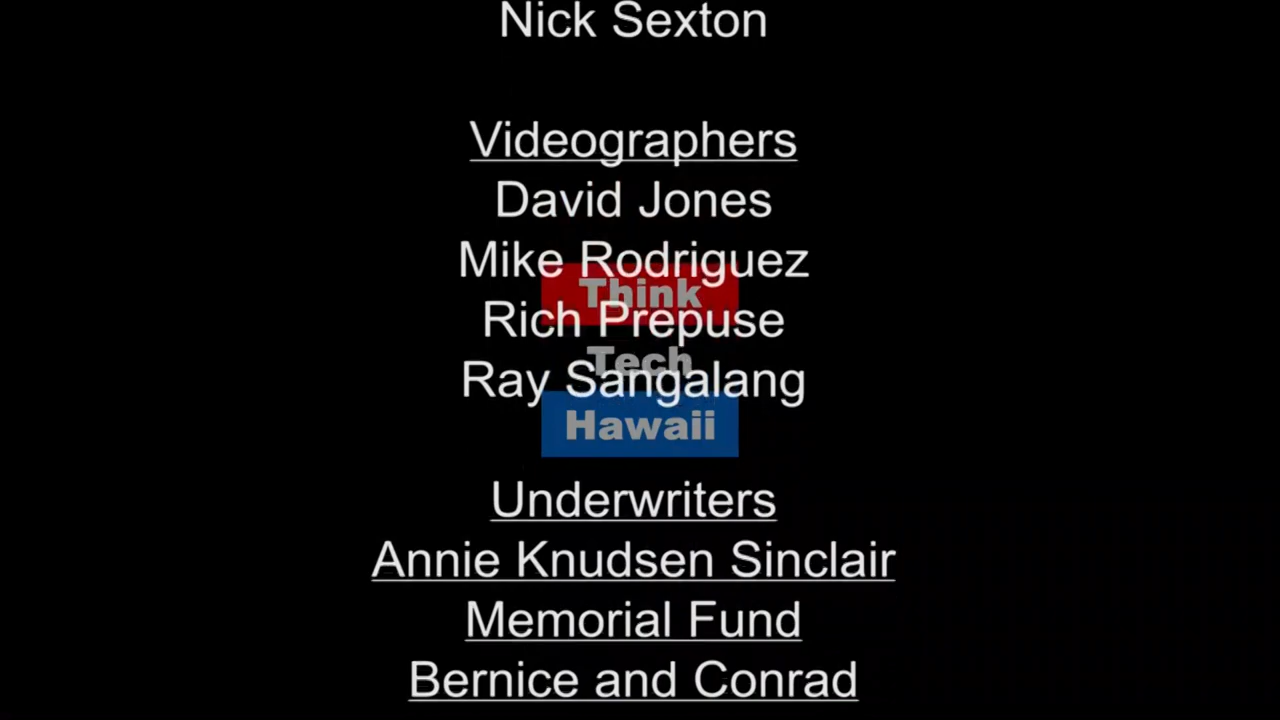 Nick Sexton
Videographers
David Jones
Mike Rodriguez
Think
Rich Prepuse
Tech
Ray Sangalang
Hawaii
Underwriters
Annie Knudsen Sinclair
Memorial Fund
Bernice and Conrad